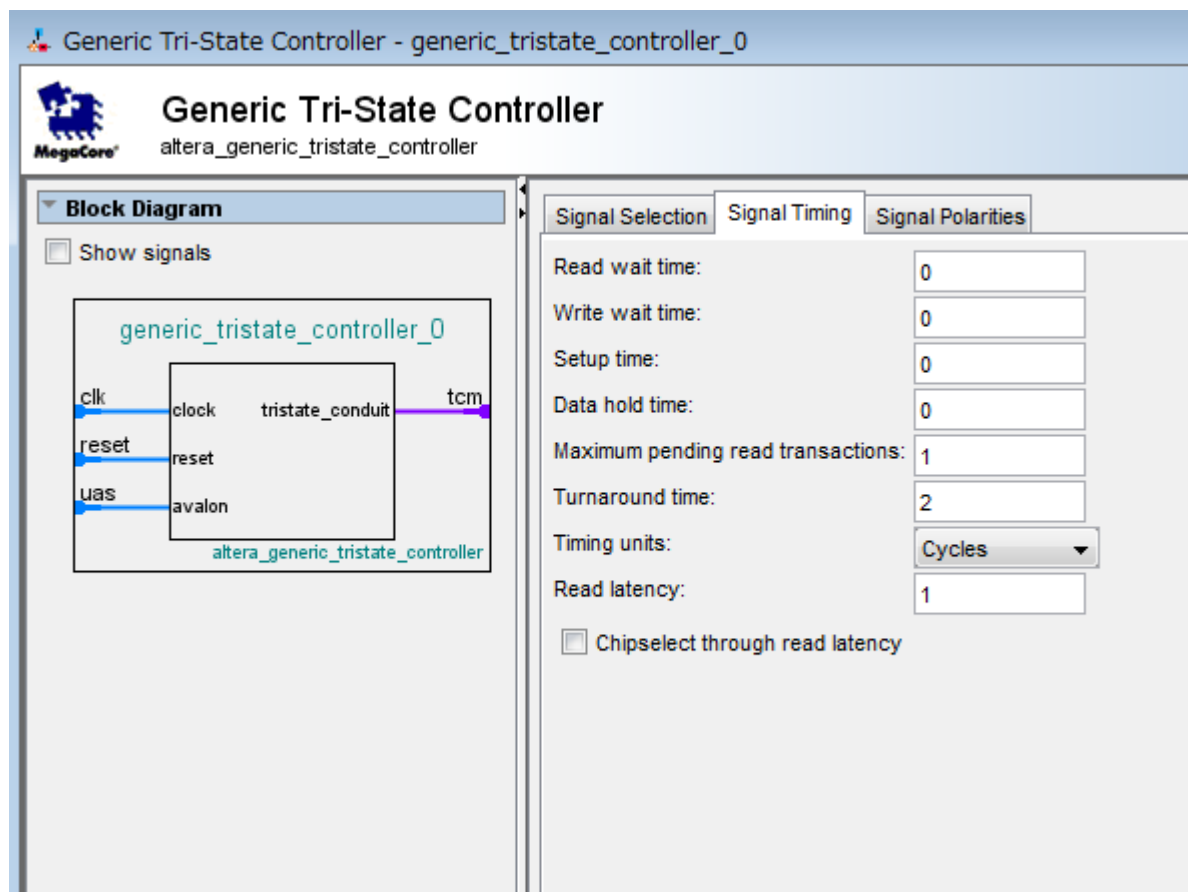 Generic Tri-State Controller - generic_tristate_controller_0
MegaCore®
Generic Tri-State Controller
altera_generic_tristate_controller
Block Diagram
Show signals
generic_tristate_controller_0
clk
clock
tristate_conduit
tcm
reset
reset
uas
avalon
altera_generic_tristate_controller
Signal Selection
Signal Timing
Signal Polarities
Read wait time: 0
Write wait time: 0
Setup time: 0
Data hold time: 0
Maximum pending read transactions: 1
Turnaround time: 2
Timing units: Cycles
Read latency: 1
Chipselect through read latency